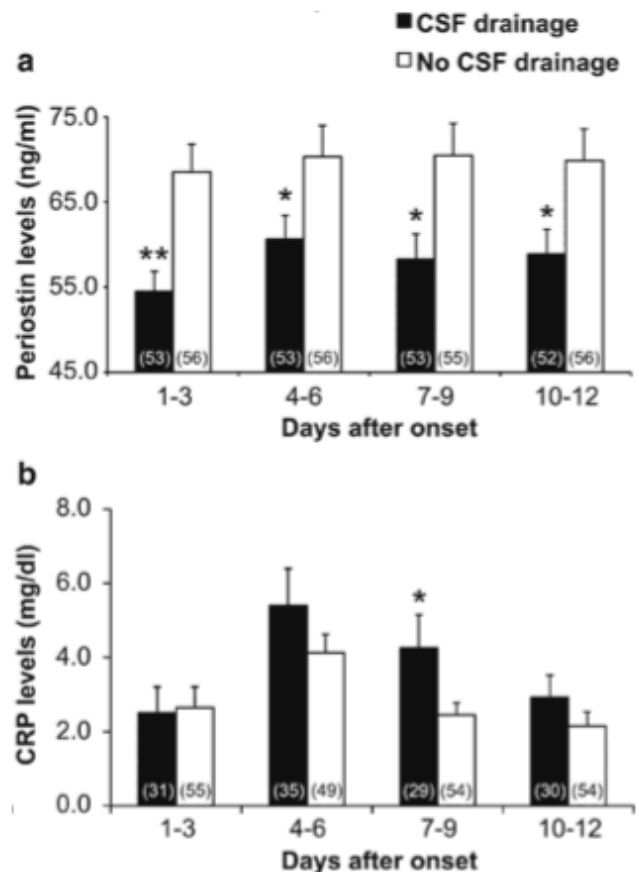 CSF drainage
No CSF drainage
a
Periostin levels (ng/ml)
75.0
65.0
55.0
45.0
** * * *
(53) (56) (53) (56) (53) (55) (52) (56)
1-3 4-6 7-9 10-12
Days after onset
b
CRP levels (mg/dl)
8.0
6.0
4.0
2.0
0.0
*
(31) (55) (35) (49) (29) (54) (30) (54)
1-3 4-6 7-9 10-12
Days after onset